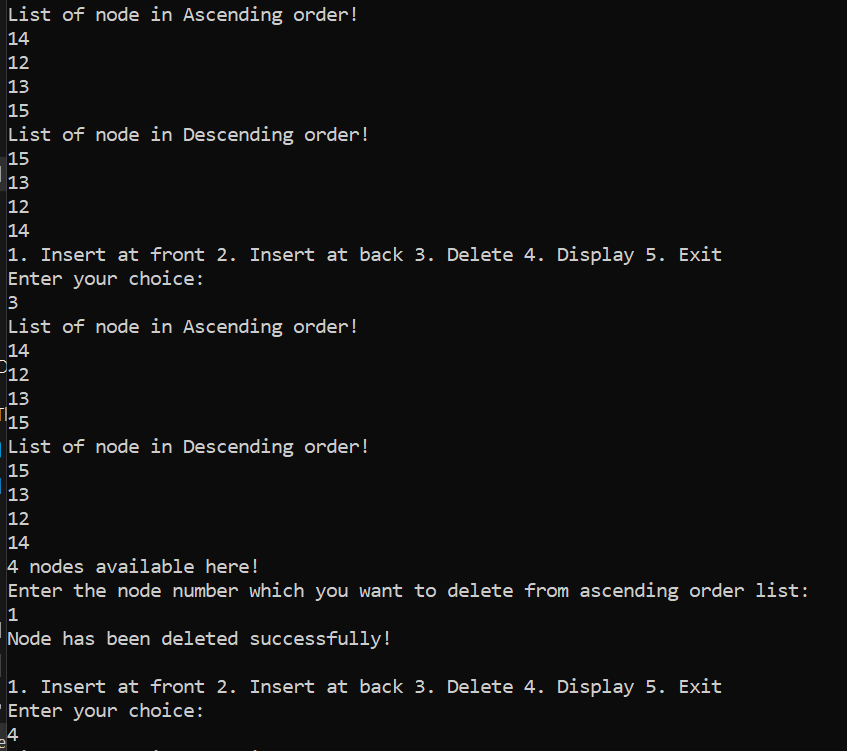 List of node in Ascending order!
14
12
13
15
List of node in Descending order!
15
13
12
14
1. Insert at front 2. Insert at back 3. Delete 4. Display 5. Exit
Enter your choice:
3
List of node in Ascending order!
14
12
13
15
List of node in Descending order!
15
13
12
14
4 nodes available here!
Enter the node number which you want to delete from ascending order list:
1
Node has been deleted successfully!
1. Insert at front 2. Insert at back 3. Delete 4. Display 5. Exit
Enter your choice:
4